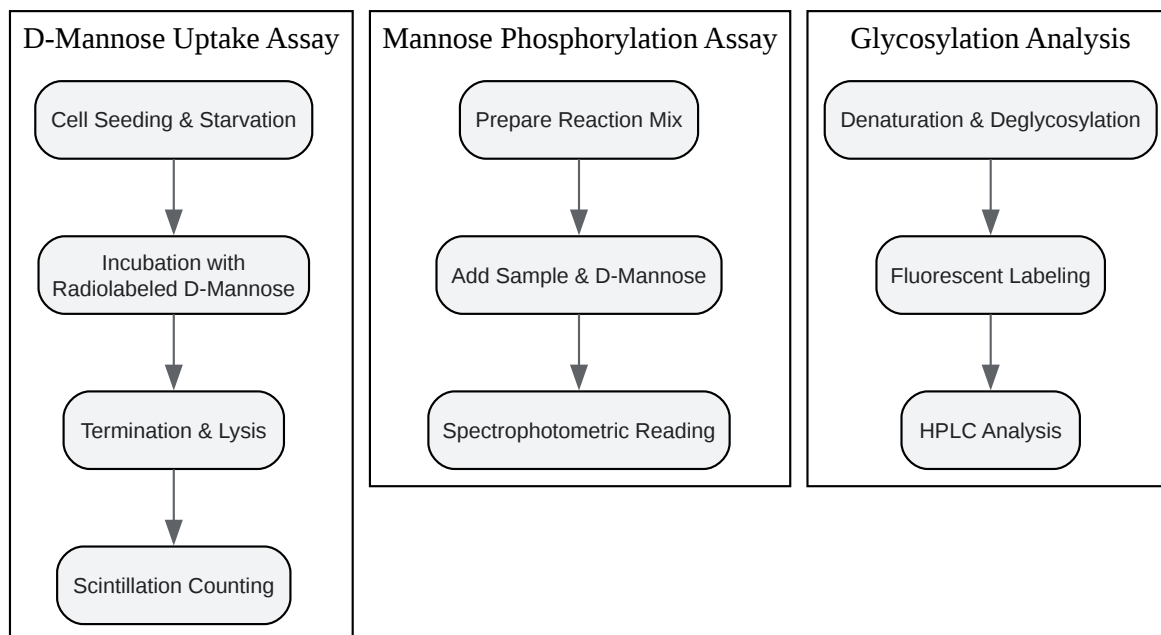 D-Mannose Uptake Assay
Cell Seeding & Starvation
Incubation with
Radiolabeled D-Mannose
Termination & Lysis
Scintillation Counting
Mannose Phosphorylation Assay
Prepare Reaction Mix
Add Sample & D-Mannose
Spectrophotometric Reading
Glycosylation Analysis
Denaturation & Deglycosylation
Fluorescent Labeling
HPLC Analysis